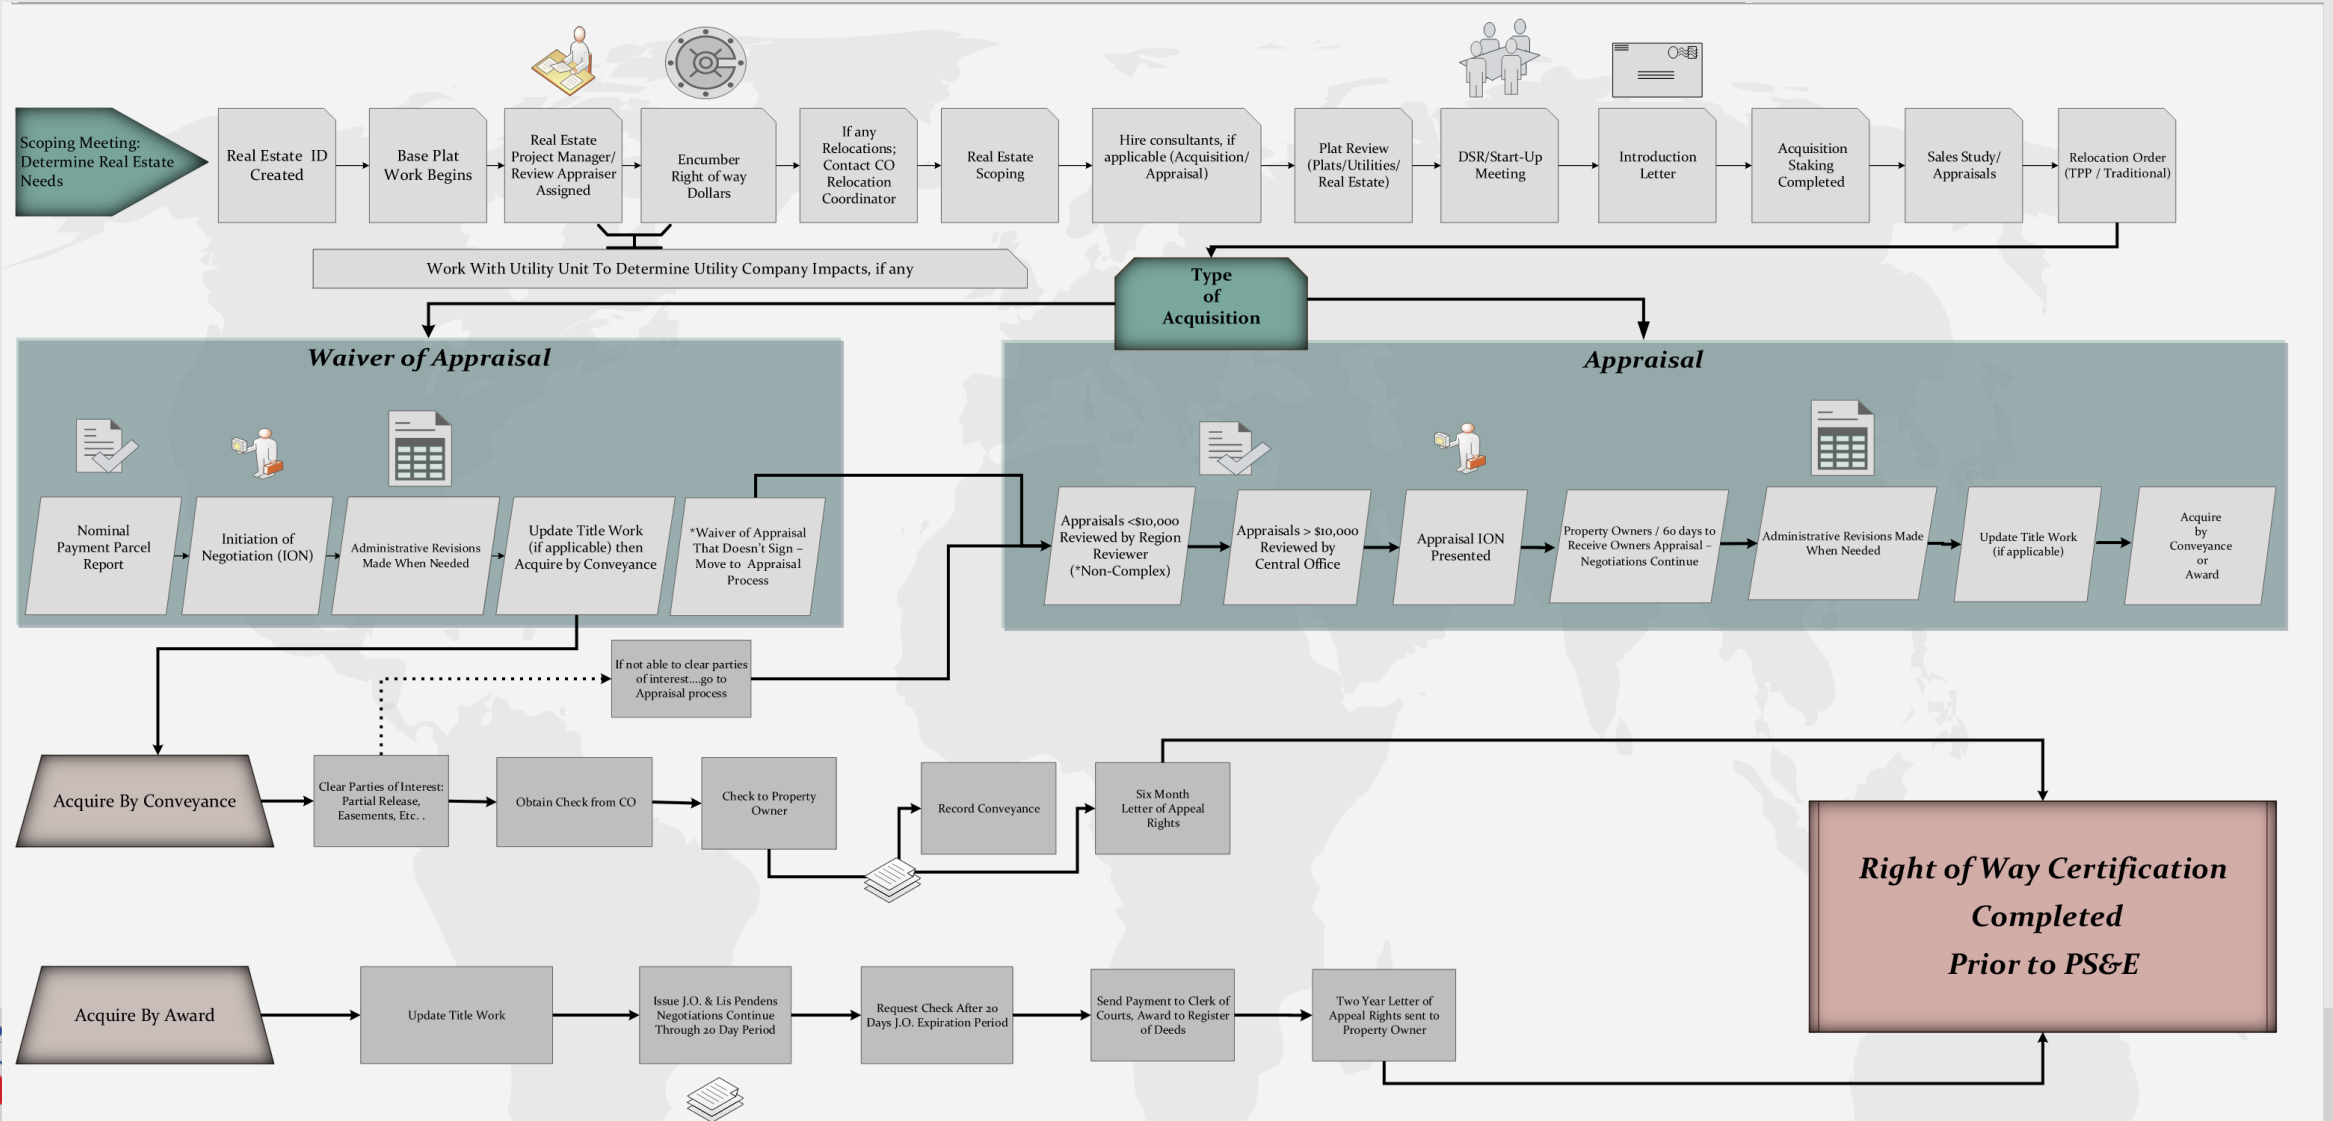 Scoping Meeting:
Determine Real Estate
Needs
Real Estate  ID
Created
Base Plat
Work Begins
Real Estate
Project Manager/
Review Appraiser
Assigned
Encumber
Right of way
Dollars
If any
Relocations;
Contact CO
Relocation
Coordinator
Real Estate
Scoping
Hire consultants, if
applicable (Acquisition/
Appraisal)
Plat Review
(Plats/Utilities/
Real Estate)
DSR/Start-Up
Meeting
Introduction
Letter
Acquisition
Staking
Completed
Sales Study/
Appraisals
Relocation Order
(TPP / Traditional)
Work With Utility Unit To Determine Utility Company Impacts, if any
Type
of
Acquisition
Waiver of Appraisal
Nominal
Payment Parcel
Report
Initiation of
Negotiation (ION)
Administrative Revisions
Made When Needed
Update Title Work
(if applicable) then
Acquire by Conveyance
*Waiver of Appraisal
That Doesn't Sign –
Move to  Appraisal
Process
Appraisal
Appraisals <$10,000
Reviewed by Region
Reviewer
(*Non-Complex)
Appraisals > $10,000
Reviewed by
Central Office
Appraisal ION
Presented
Property Owners / 60 days to
Receive Owners Appraisal –
Negotiations Continue
Administrative Revisions Made
When Needed
Update Title Work
(if applicable)
Acquire
by
Conveyance
or
Award
If not able to clear parties
of interest....go to
Appraisal process
Acquire By Conveyance
Clear Parties of Interest:
Partial Release,
Easements, Etc. .
Obtain Check from CO
Check to Property
Owner
Record Conveyance
Six Month
Letter of Appeal
Rights
Right of Way Certification
Completed
Prior to PS&E
Acquire By Award
Update Title Work
Issue J.O. & Lis Pendens
Negotiations Continue
Through 20 Day Period
Request Check After 20
Days J.O. Expiration Period
Send Payment to Clerk of
Courts, Award to Register
of Deeds
Two Year Letter of
Appeal Rights sent to
Property Owner